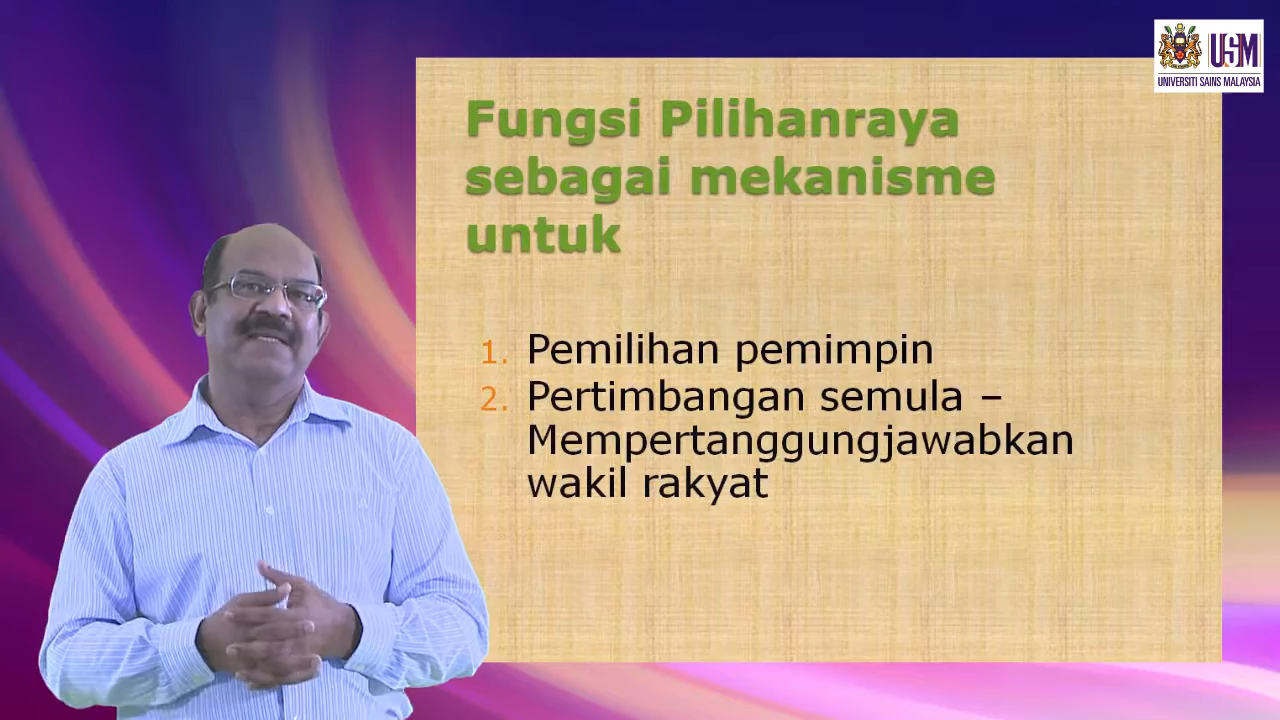 USM
UNIVERSITI SAINS MALAYSIA
Fungsi Pilihanraya
sebagai mekanisme
untuk
1. Pemilihan pemimpin
2. Pertimbangan semula –
Mempertanggungjawabkan
wakil rakyat